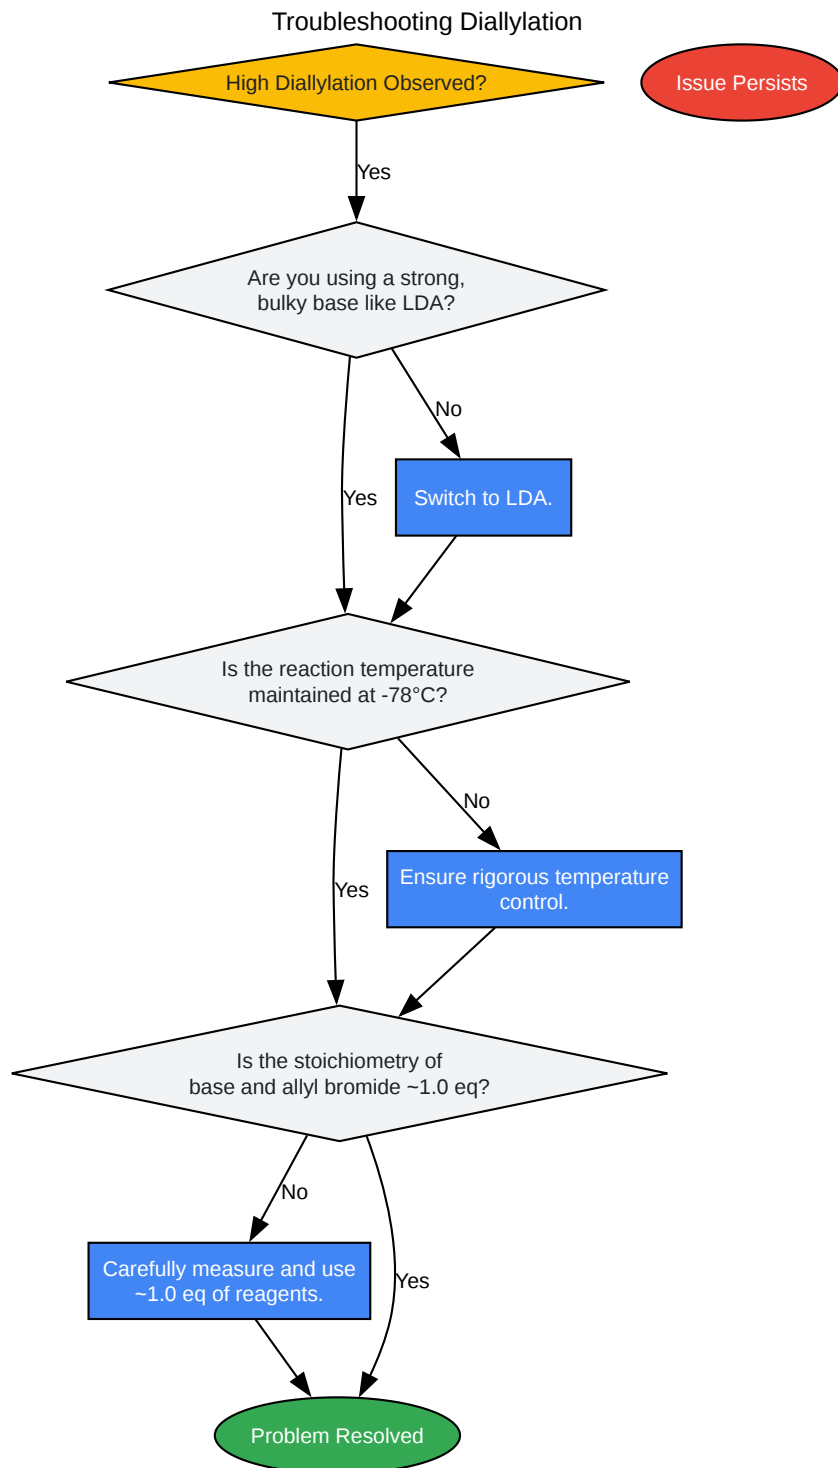 Troubleshooting Diallylation
High Diallylation Observed?
Issue Persists
Yes
Are you using a strong,
bulky base like LDA?
No
Yes
Switch to LDA.
Is the reaction temperature
maintained at -78°C?
No
Yes
Ensure rigorous temperature
control.
Is the stoichiometry of
base and allyl bromide ~1.0 eq?
No
Carefully measure and use
~1.0 eq of reagents.
Yes
Problem Resolved